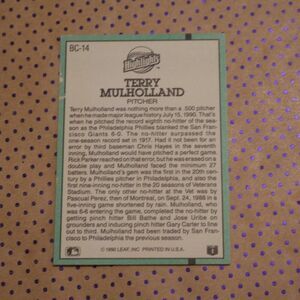 BC-14
Highlights
TERRY
MULHOLLAND
PITCHER
Terry Mulholland was nothing more than a .500 pitcher
when he made major league history July 15, 1990. That's
when he pitched the record eighth no-hitter of the sea-
son as the Philadelphia Phillies blanked the San Francisco
Giants 6-0. The no-hitter surpassed the
nine-season record set in 1917. Had it not been for an
error by third baseman Chris Hayes in the seventh
inning, Mulholland would have pitched a perfect game.
Rick Parker reached on that error, but he was erased on a
double play and Mulholland faced the minimum 27
batters. Mulholland's gem was the first in the 20th cen-
tury by a Phillies pitcher in Philadelphia, and also the
first nine-inning no-hitter in the 20 seasons of Veterans
Stadium. The only other no-hitter at the Vet was by
Pascual Perez, then of Montreal, on Sept. 24, 1988 in a
five-inning game shortened by rain. Mulholland, who
was 6-6 entering the game, completed the no-hitter by
getting pinch hitter Bill Bathe and Jose Uribe on
grounders and inducing pinch hitter Gary Carter to line
out to third. Mulholland had been traded by San Fran-
cisco to Philadelphia the previous season.
© 1990 LEAF, INC. PRINTED IN U.S.A.